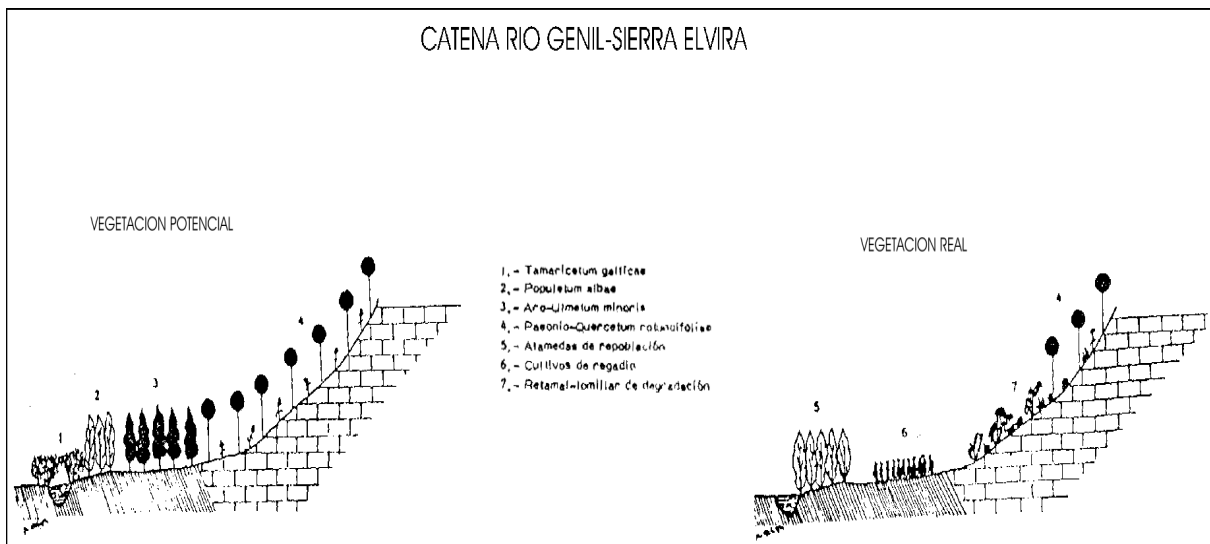 CATENA RIO GENIL-SIERRA ELVIRA
VEGETACION POTENCIAL
VEGETACION REAL
1.- Tamaricetum gallicae
2.- Populetum albae
3.- Aro-Ulmetum minoris
4.- Paeonio-Quercetum rotundifoliae
5.- Alamedas de repoblación
6.- Cultivos de regadio
7.- Retamal-tomillar de degradación
4
3
2
1
4
7
5
6